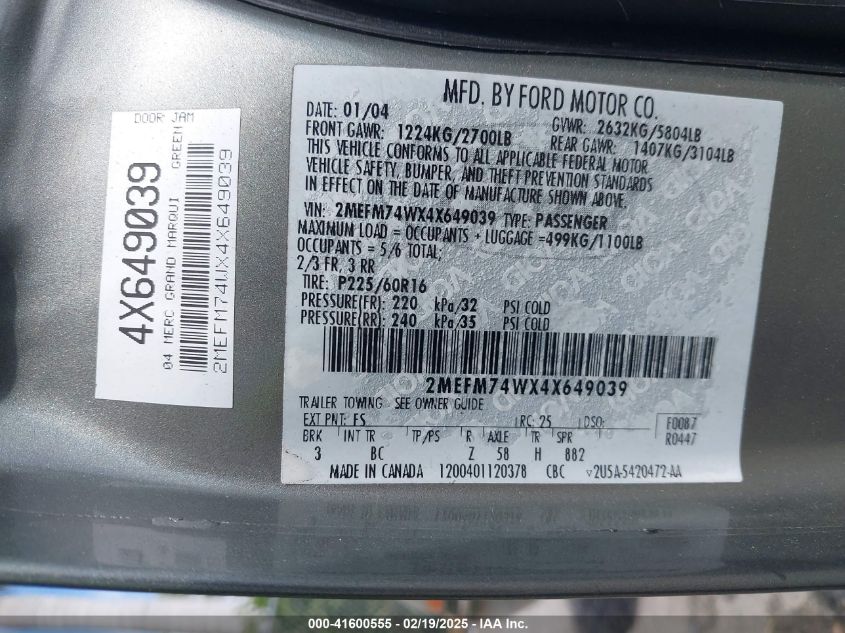 DOOR JAM
4X649039 GREEN
04 MERC GRAND MARQUI
2MEFM74WX4X649039
MFD. BY FORD MOTOR CO.
DATE: 01/04 GVWR: 2632KG/5804LB
FRONT GAWR: 1224KG/2700LB REAR GAWR: 1407KG/3104LB
THIS VEHICLE CONFORMS TO ALL APPLICABLE FEDERAL MOTOR
VEHICLE SAFETY, BUMPER, AND THEFT PREVENTION STANDARDS
IN EFFECT ON THE DATE OF MANUFACTURE SHOWN ABOVE.
VIN: 2MEFM74WX4X649039 TYPE: PASSENGER
MAXIMUM LOAD = OCCUPANTS + LUGGAGE =499KG/1100LB
OCCUPANTS = 5/6 TOTAL;
2/3 FR, 3 RR
TIRE: P225/60R16
PRESSURE(FR): 220 kPa/32 PSI COLD
PRESSURE(RR): 240 kPa/35 PSI COLD
2MEFM74WX4X649039
TRAILER TOWING - SEE OWNER GUIDE
EXT PNT: FS RC: 25 DSO: F0087
BRK INT TR TP/PS R AXLE TR SPR R0447
3 BC Z 58 H 882
MADE IN CANADA 1200401120378 CBC 2U5A-5420472-AA
000-41600555 - 02/19/2025 - IAA Inc.